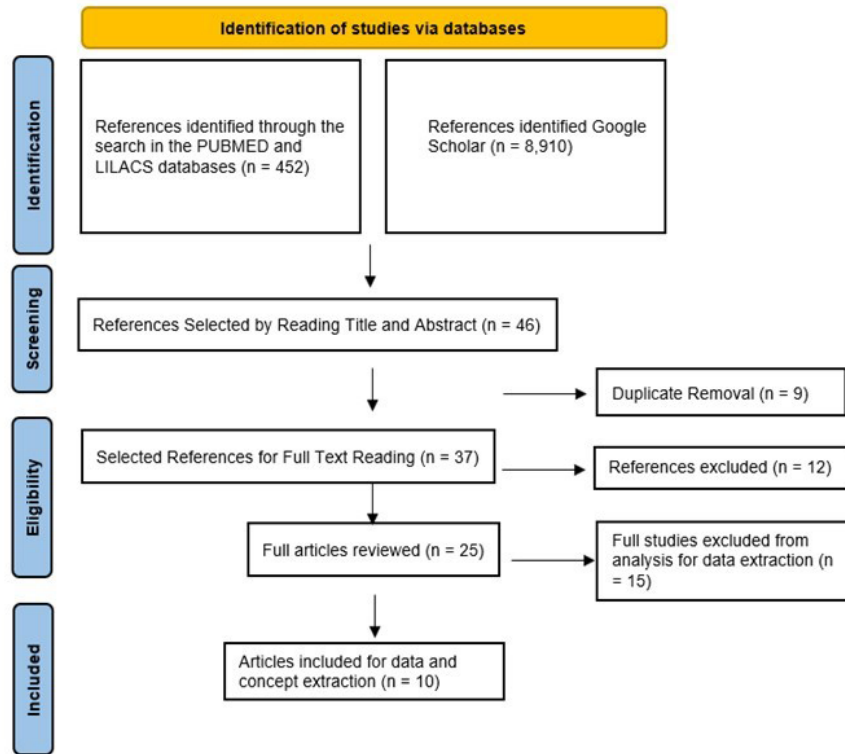 Identification of studies via databases
Identification
References identified through the
search in the PUBMED and
LILACS databases (n = 452)
References identified Google
Scholar (n = 8,910)
Screening
References Selected by Reading Title and Abstract (n = 46)
Duplicate Removal (n = 9)
Eligibility
Selected References for Full Text Reading (n = 37)
References excluded (n = 12)
Full articles reviewed (n = 25)
Full studies excluded from
analysis for data extraction (n
= 15)
Included
Articles included for data and
concept extraction (n = 10)